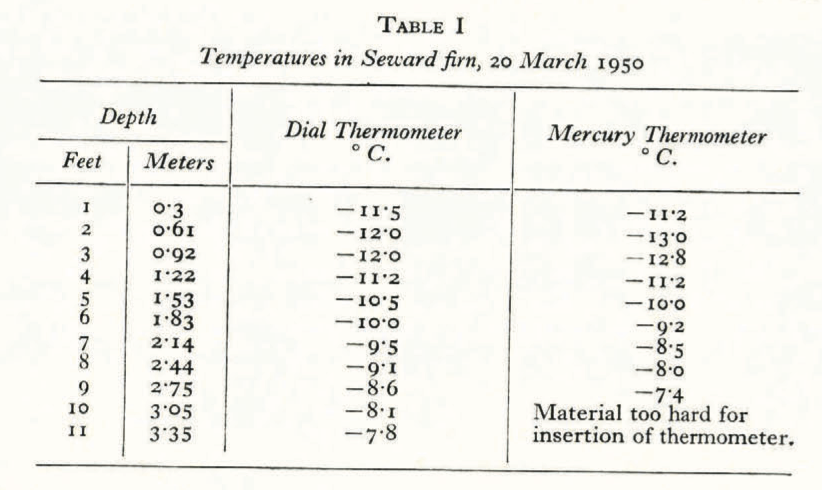 TABLE I
Temperatures in Seward firn, 20 March 1950
Depth
Dial Thermometer
° C.
Mercury Thermometer
° C.
Feet Meters
1 0·3 −11·5 −11·2
2 0·61 −12·0 −13·0
3 0·92 −12·0 −12·8
4 1·22 −11·2 −11·2
5 1·53 −10·5 −10·0
6 1·83 −10·0 −9·2
7 2·14 −9·5 −8·5
8 2·44 −9·1 −8·0
9 2·75 −8·6 −7·4
10 3·05 −8·1 Material too hard for
11 3·35 −7·8 insertion of thermometer.